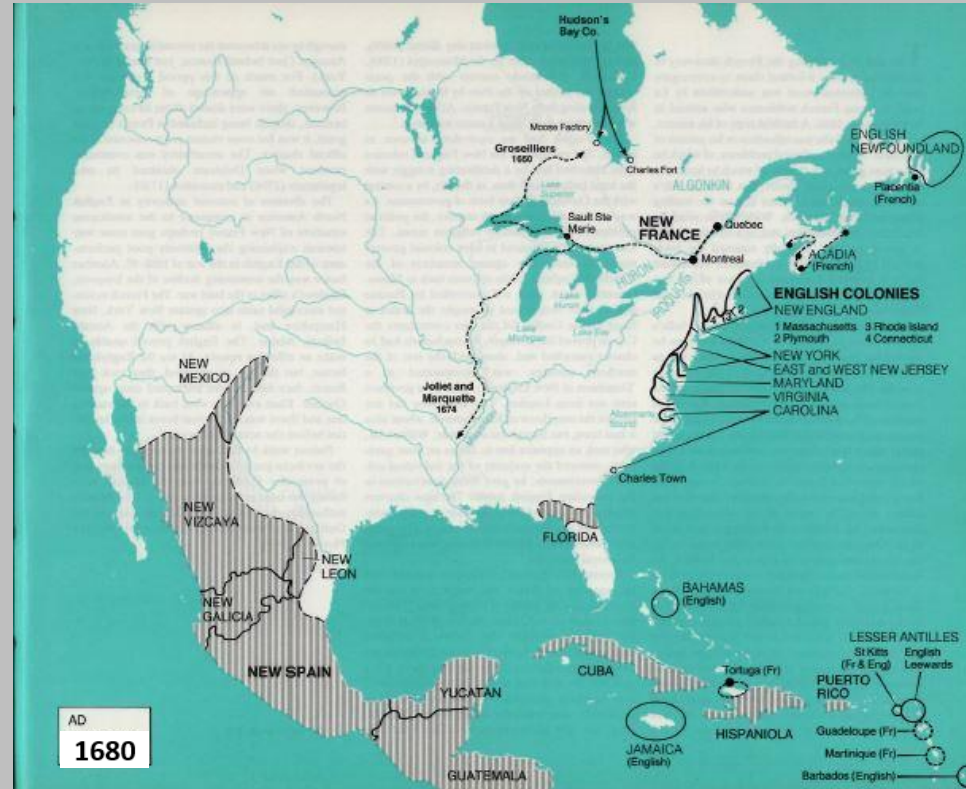 Hudson's
Bay Co.
Moose Factory
Groseilliers
1660
Charles Fort
ENGLISH
NEWFOUNDLAND
Placentia
(French)
ALGONKIN
Lake
Superior
Sault Ste
Marie
NEW
FRANCE
Quebec
Montreal
ACADIA
(French)
HURON
IROQUOIS
Lake
Huron
Lake
Michigan
Lake Erie
ENGLISH COLONIES
NEW ENGLAND
1 Massachusetts 3 Rhode Island
2 Plymouth 4 Connecticut
1
4 3 2
NEW YORK
EAST and WEST NEW JERSEY
MARYLAND
VIRGINIA
CAROLINA
NEW
MEXICO
Joliet and
Marquette
1674
Mississippi
Albemarle
Sound
Charles Town
NEW
VIZCAYA
FLORIDA
NEW
LEON
NEW
GALICIA
BAHAMAS
(English)
NEW SPAIN
CUBA
Tortuga (Fr)
LESSER ANTILLES
St Kitts
(Fr & Eng)
English
Leewards
PUERTO
RICO
YUCATAN
HISPANIOLA
Guadeloupe (Fr)
JAMAICA
(English)
Martinique (Fr)
Barbados (English)
GUATEMALA
AD
1680